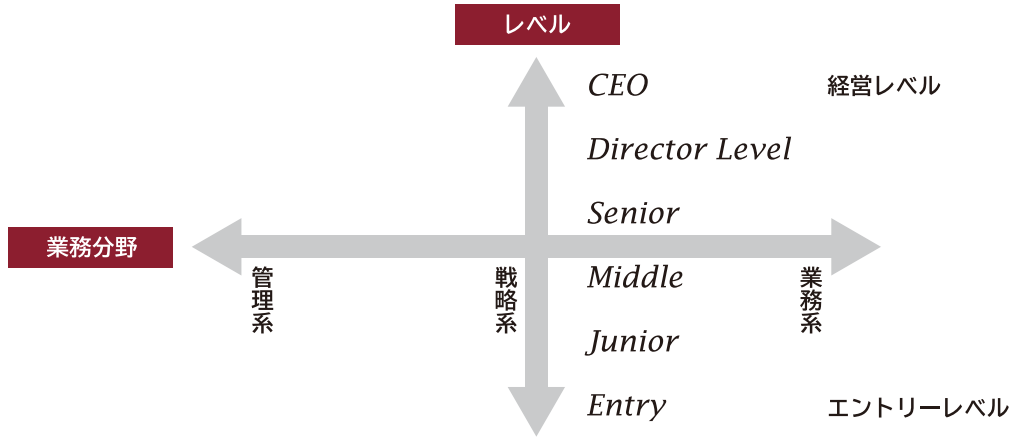 レベル
CEO
経営レベル
Director Level
Senior
業務分野
管理系
戦略系
Middle
業務系
Junior
Entry
エントリーレベル